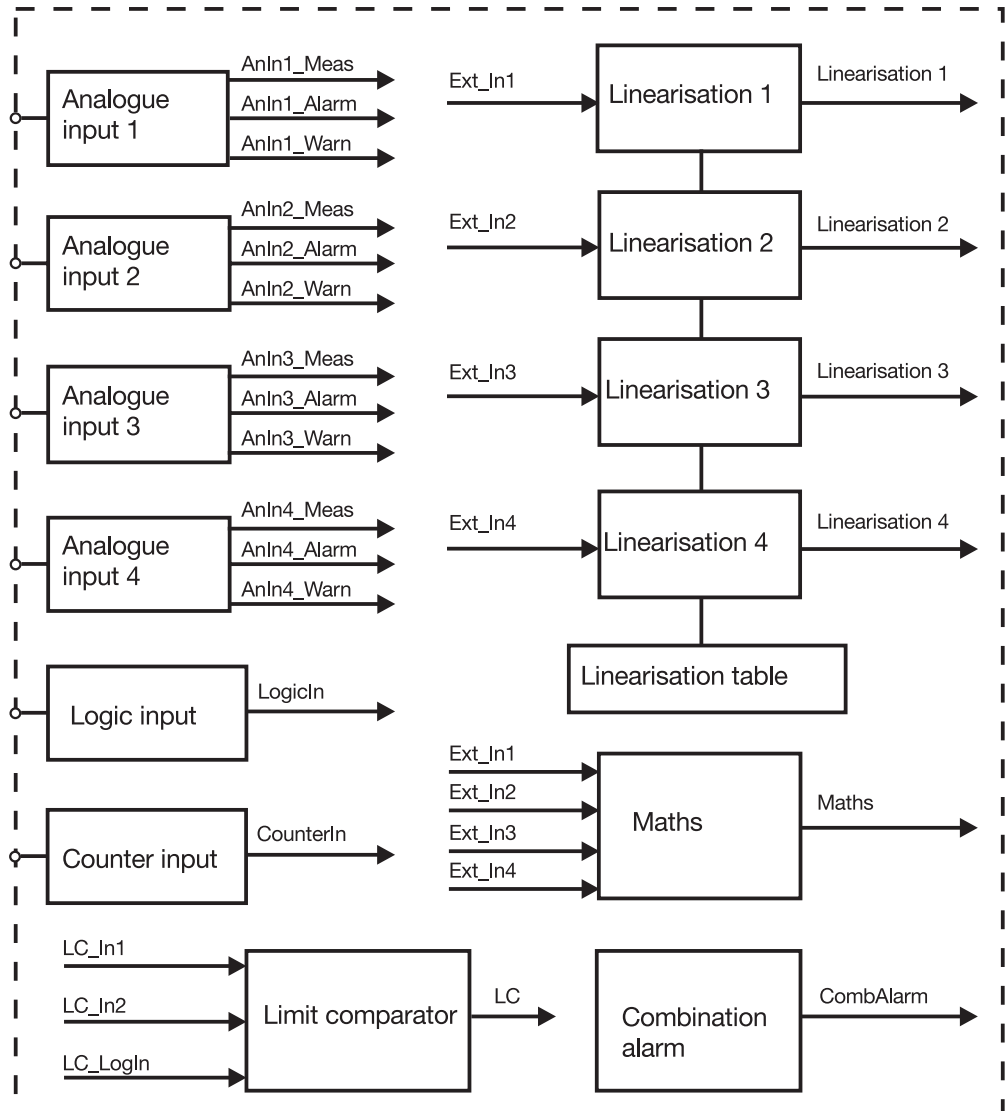 AnIn1_Meas
Analogue
input 1
AnIn1_Alarm
AnIn1_Warn
AnIn2_Meas
Analogue
input 2
AnIn2_Alarm
AnIn2_Warn
AnIn3_Meas
Analogue
input 3
AnIn3_Alarm
AnIn3_Warn
AnIn4_Meas
Analogue
input 4
AnIn4_Alarm
AnIn4_Warn
Logic input
LogicIn
Counter input
CounterIn
Ext_In1
Linearisation 1
Linearisation 1
Ext_In2
Linearisation 2
Linearisation 2
Ext_In3
Linearisation 3
Linearisation 3
Ext_In4
Linearisation 4
Linearisation 4
Linearisation table
Ext_In1
Ext_In2
Ext_In3
Ext_In4
Maths
Maths
LC_In1
LC_In2
LC_LogIn
Limit comparator
LC
Combination
alarm
CombAlarm